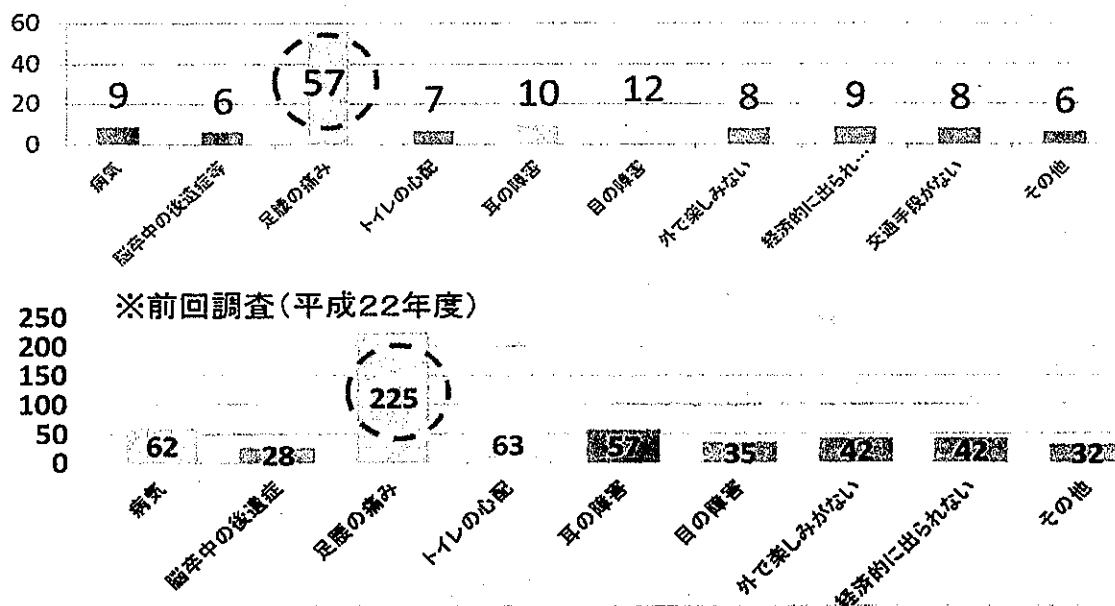 60
40
20
0
9
6
57
7
10
12
8
9
8
6
病気
脳卒中の後遺症等
足腰の痛み
トイレの心配
耳の障害
目の障害
外で楽しみない
経済的に出られ…
交通手段がない
その他
※前回調査(平成22年度)
250
200
150
100
50
0
62
28
225
63
57
35
42
42
32
病気
脳卒中の後遺症
足腰の痛み
トイレの心配
耳の障害
目の障害
外で楽しみがない
経済的に出られない
その他